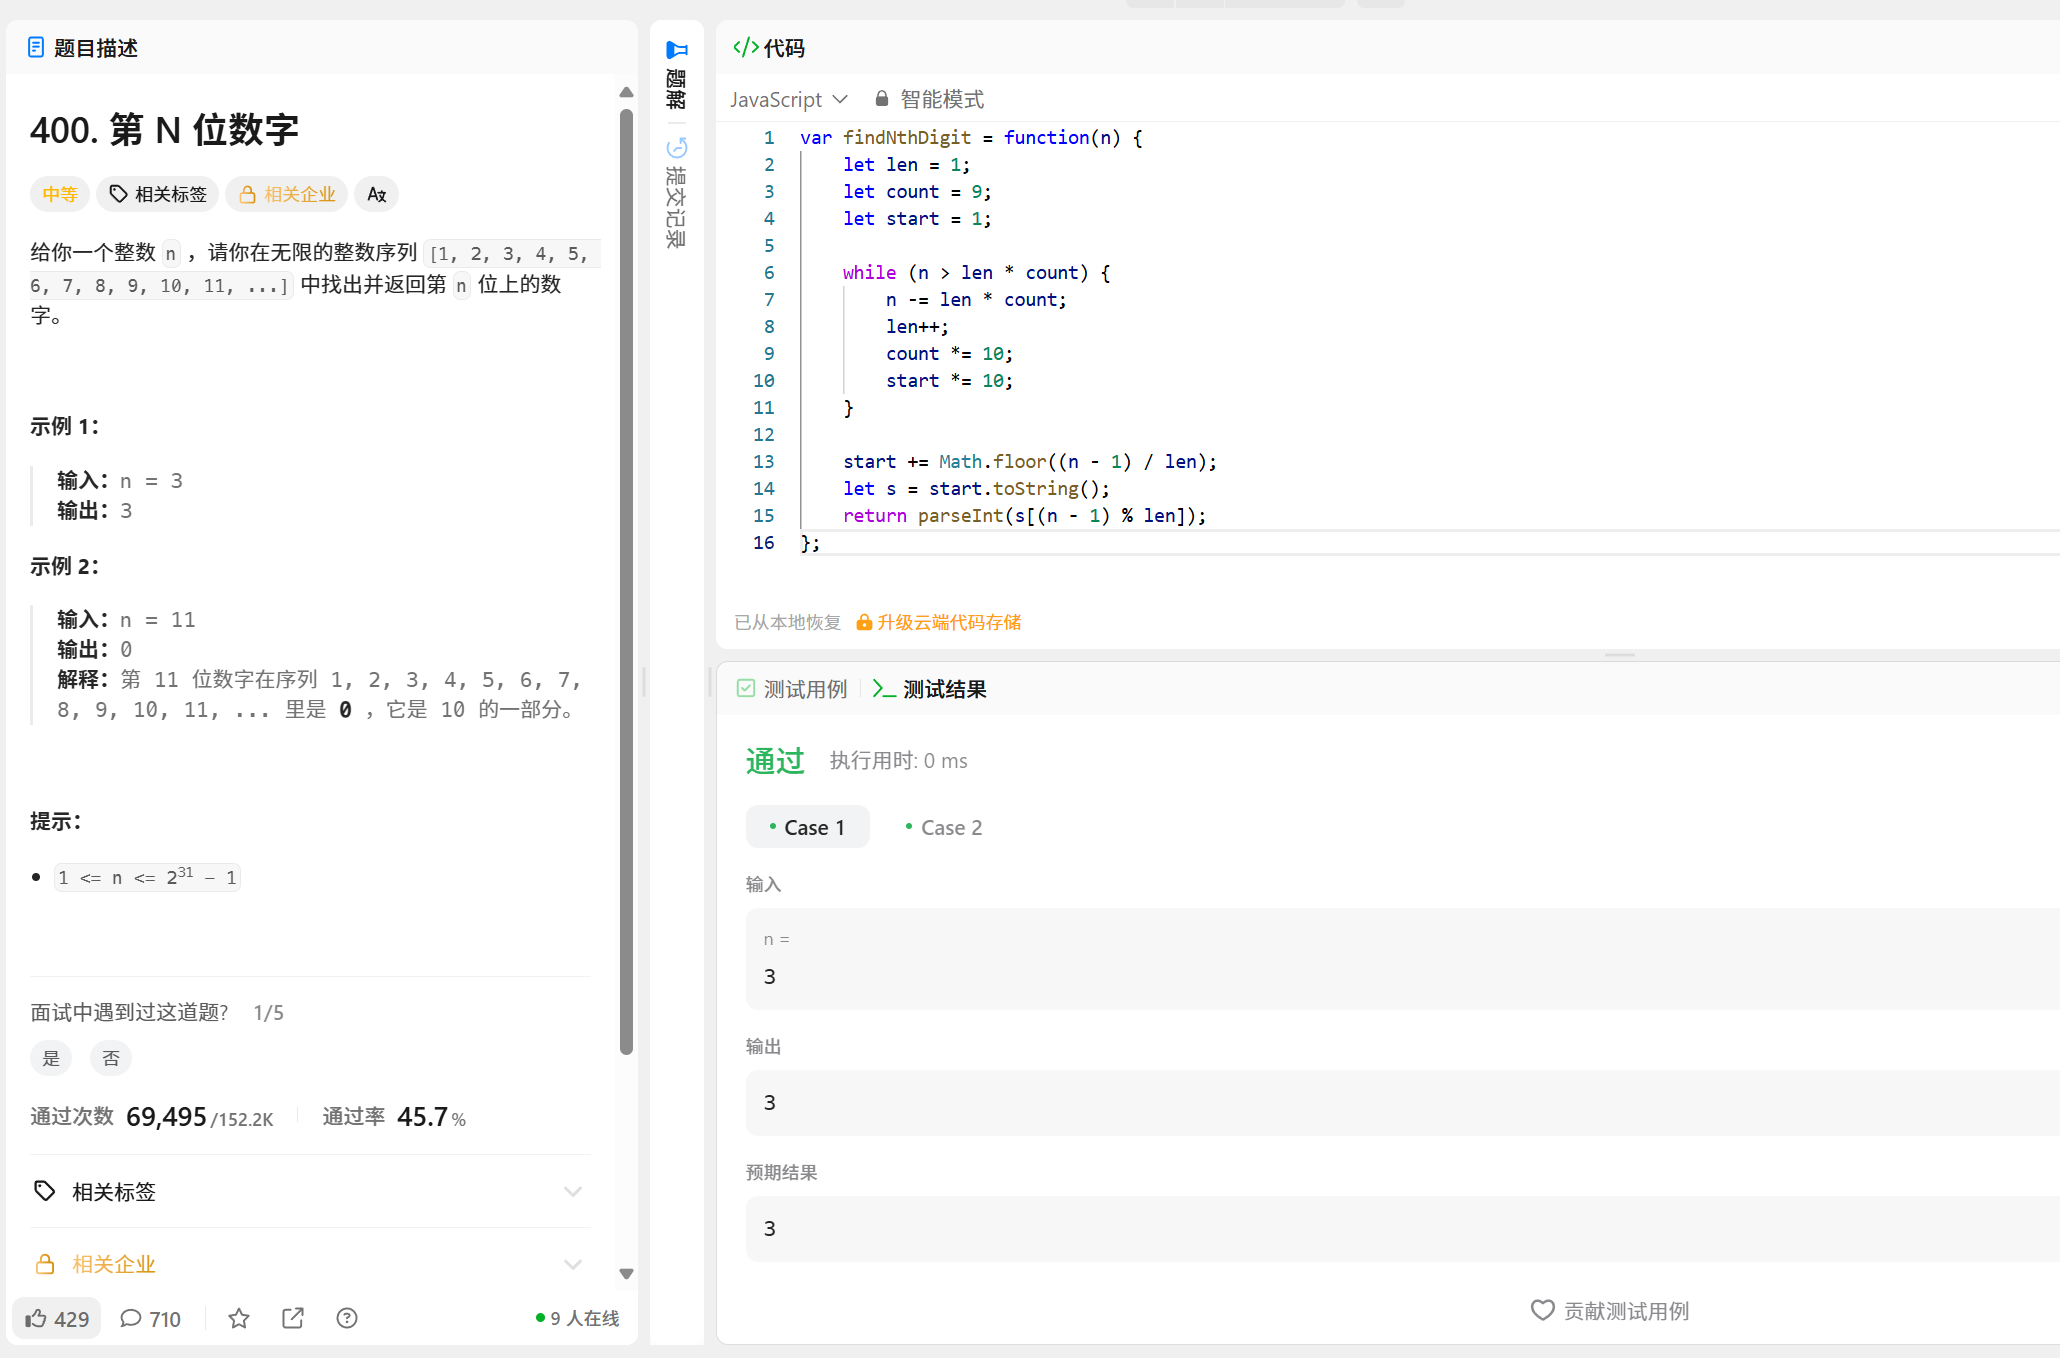 题目描述
400. 第 N 位数字
中等
相关标签
相关企业
给你一个整数 n ，请你在无限的整数序列 [1, 2, 3, 4, 5,
6, 7, 8, 9, 10, 11, ...] 中找出并返回第 n 位上的数
字。
示例 1：
输入：n = 3
输出：3
示例 2：
输入：n = 11
输出：0
解释：第 11 位数字在序列 1, 2, 3, 4, 5, 6, 7,
8, 9, 10, 11, ... 里是 0 ，它是 10 的一部分。
提示：
1 <= n <= 2^31 - 1
面试中遇到过这道题? 1/5
是 否
通过次数 69,495/152.2K 通过率 45.7%
相关标签
相关企业
429 710 9 人在线
题解
提交记录
</> 代码
JavaScript 智能模式
1 var findNthDigit = function(n) {
2 let len = 1;
3 let count = 9;
4 let start = 1;
5
6 while (n > len * count) {
7 n -= len * count;
8 len++;
9 count *= 10;
10 start *= 10;
11 }
12
13 start += Math.floor((n - 1) / len);
14 let s = start.toString();
15 return parseInt(s[(n - 1) % len]);
16 };
已从本地恢复 升级云端代码存储
测试用例 >_ 测试结果
通过 执行用时: 0 ms
Case 1 Case 2
输入
n =
3
输出
3
预期结果
3
贡献测试用例